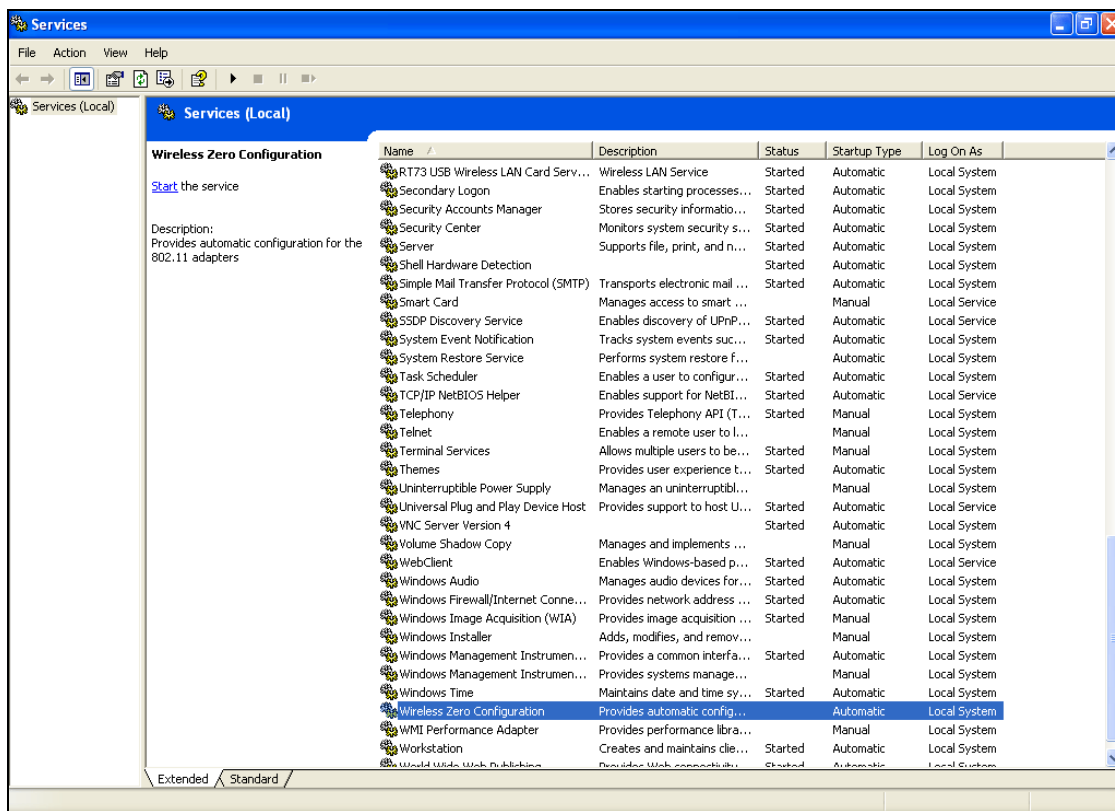 Services
File Action View Help
Services (Local)
Services (Local)
Wireless Zero Configuration
Start the service
Description:
Provides automatic configuration for the
802.11 adapters
Name Description Status Startup Type Log On As
RT73 USB Wireless LAN Card Serv... Wireless LAN Service Started Automatic Local System
Secondary Logon Enables starting processes... Started Automatic Local System
Security Accounts Manager Stores security informatio... Started Automatic Local System
Security Center Monitors system security s... Started Automatic Local System
Server Supports file, print, and n... Started Automatic Local System
Shell Hardware Detection Started Automatic Local System
Simple Mail Transfer Protocol (SMTP) Transports electronic mail ... Started Automatic Local System
Smart Card Manages access to smart ... Manual Local Service
SSDP Discovery Service Enables discovery of UPnP... Started Automatic Local Service
System Event Notification Tracks system events suc... Started Automatic Local System
System Restore Service Performs system restore f... Automatic Local System
Task Scheduler Enables a user to configur... Started Automatic Local System
TCP/IP NetBIOS Helper Enables support for NetBI... Started Automatic Local Service
Telephony Provides Telephony API (T... Started Manual Local System
Telnet Enables a remote user to l... Manual Local System
Terminal Services Allows multiple users to be... Started Manual Local System
Themes Provides user experience t... Started Automatic Local System
Uninterruptible Power Supply Manages an uninterruptibl... Manual Local System
Universal Plug and Play Device Host Provides support to host U... Started Automatic Local Service
VNC Server Version 4 Started Automatic Local System
Volume Shadow Copy Manages and implements ... Manual Local System
WebClient Enables Windows-based p... Started Automatic Local Service
Windows Audio Manages audio devices for... Started Automatic Local System
Windows Firewall/Internet Conne... Provides network address ... Started Automatic Local System
Windows Image Acquisition (WIA) Provides image acquisition ... Started Manual Local System
Windows Installer Adds, modifies, and remov... Manual Local System
Windows Management Instrumen... Provides a common interfa... Started Automatic Local System
Windows Management Instrumen... Provides systems manage... Manual Local System
Windows Time Maintains date and time sy... Started Automatic Local System
Wireless Zero Configuration Provides automatic config... Automatic Local System
WMI Performance Adapter Provides performance libra... Manual Local System
Workstation Creates and maintains clie... Started Automatic Local System
World Wide Web Publishing Provides Web connectivity Started Automatic Local System
Extended Standard